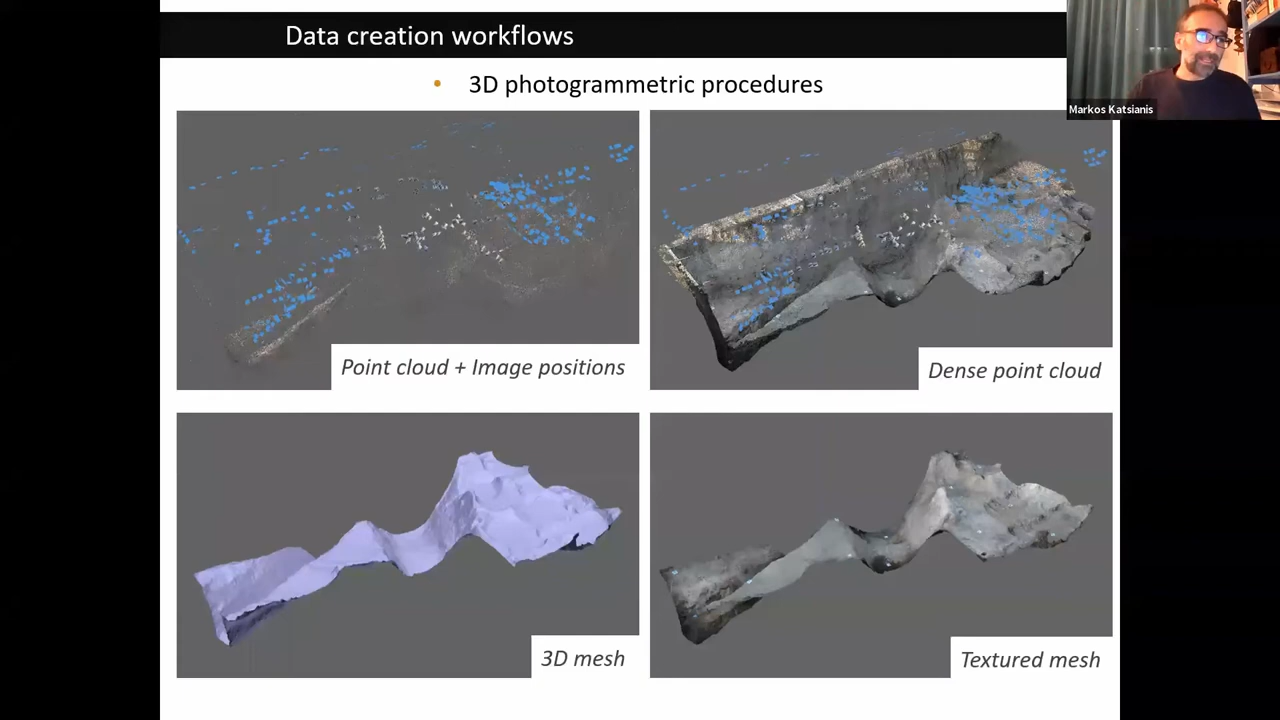 Data creation workflows
Markos Katsianis
• 3D photogrammetric procedures
Point cloud + Image positions
Dense point cloud
3D mesh
Textured mesh